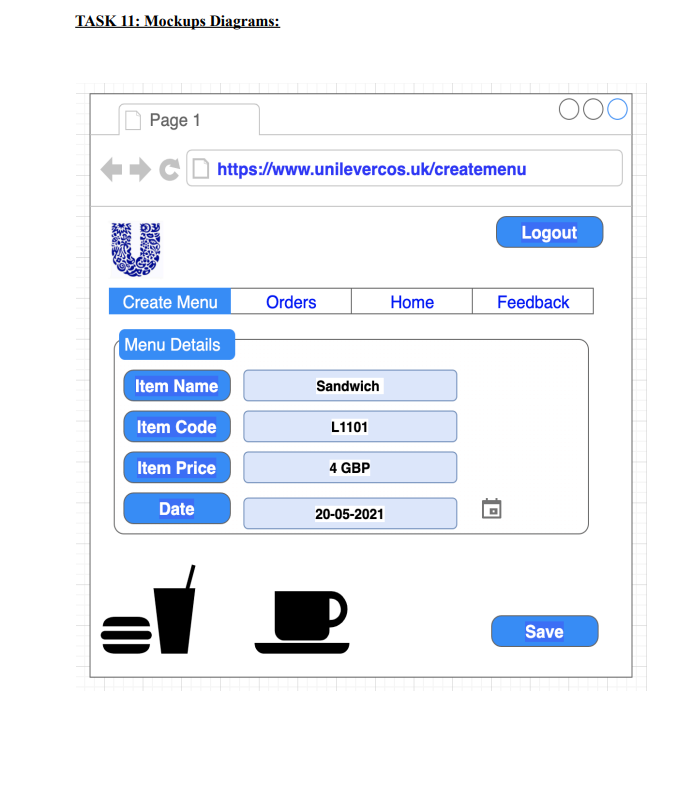 TASK 11: Mockups Diagrams:
Page 1
https://www.unilevercos.uk/createmenu
Logout
Create Menu Orders Home Feedback
Menu Details
Item Name Sandwich
Item Code L1101
Item Price 4 GBP
Date 20-05-2021
Save